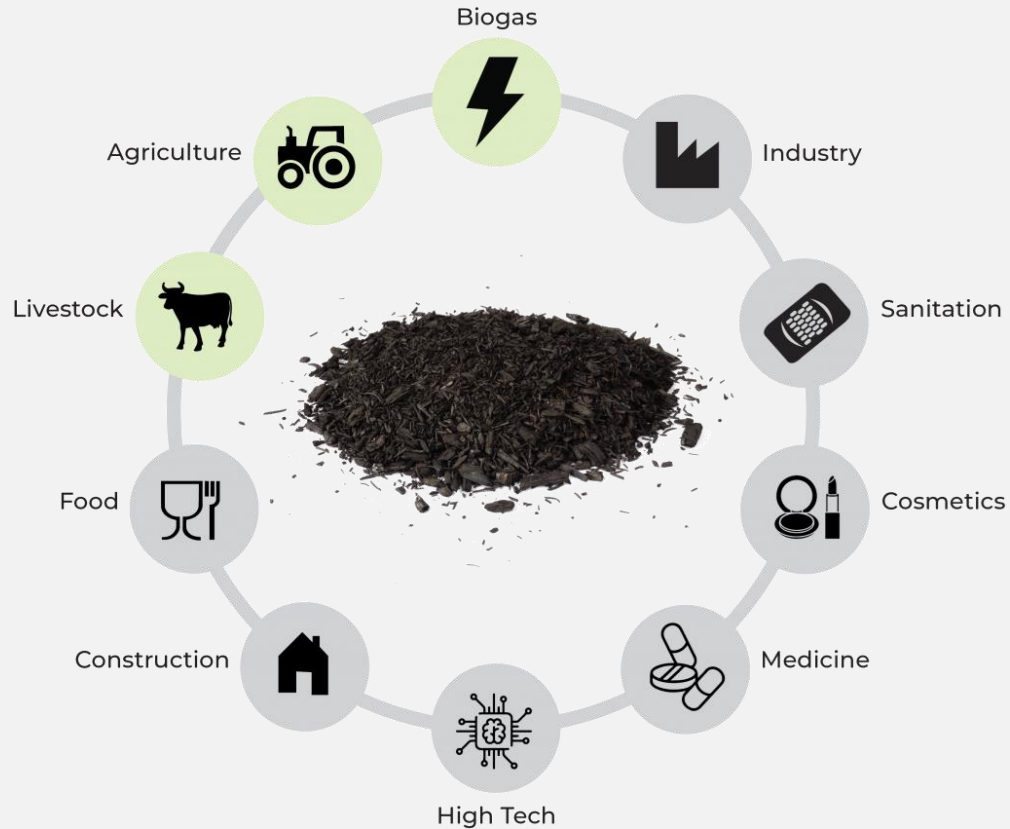 Biogas
Agriculture
Industry
Livestock
Sanitation
Food
Cosmetics
Construction
Medicine
High Tech